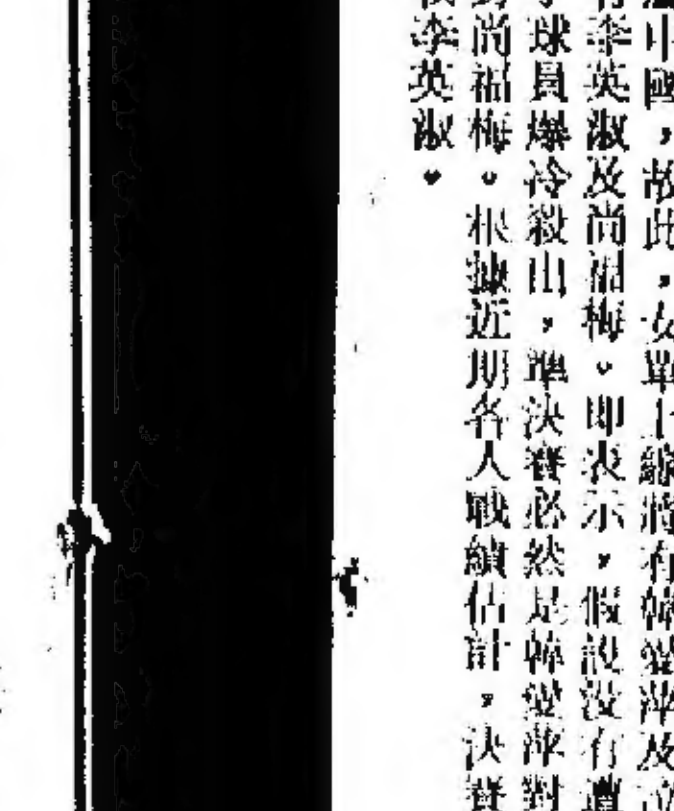 中國，故此，女單上線將有韓愛萍及
李英淑及尚福梅。即表示，假設沒有遭
球員爆冷殺出，準決賽必然是韓愛萍對
尚福梅。根據近期各人戰績估計，決賽
李英淑。